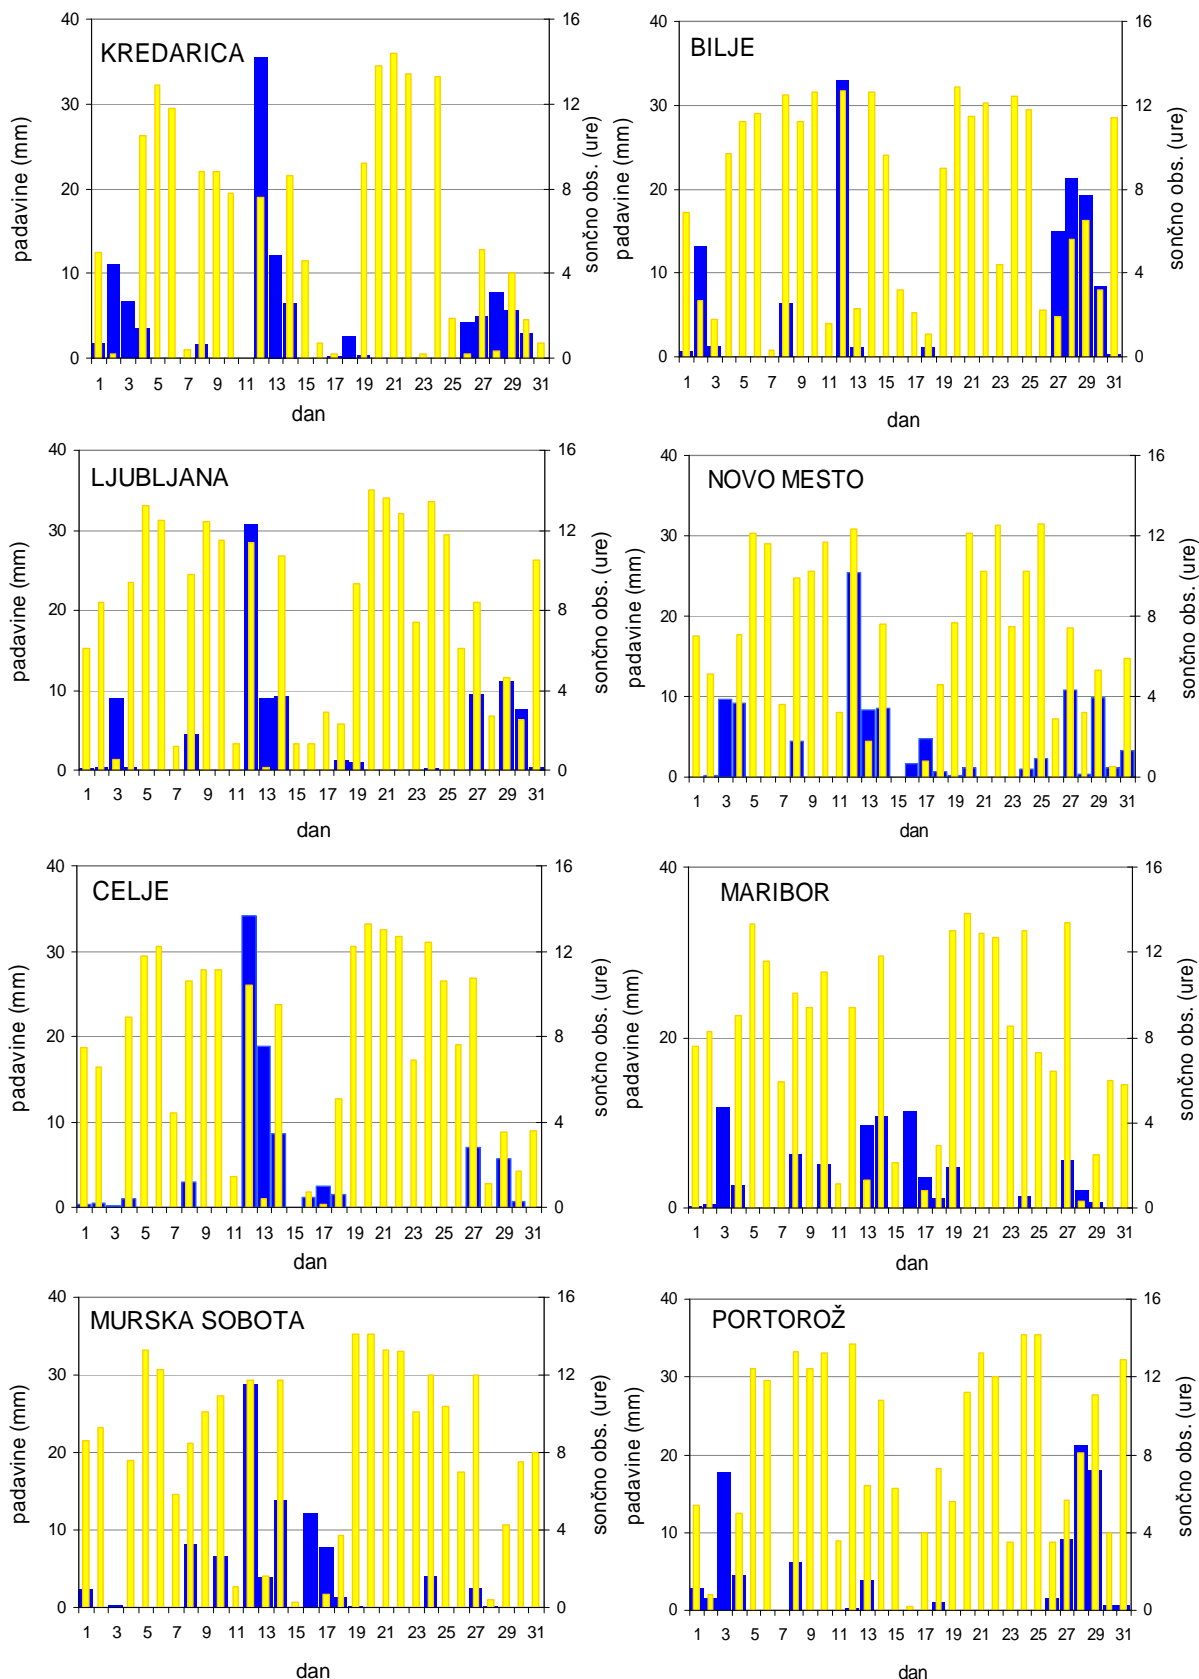 KREDARICA
padavine (mm)
40
30
20
10
0
16
12
8
4
0
sončno obs. (ure)
1 3 5 7 9 11 13 15 17 19 21 23 25 27 29 31
dan
BILJE
padavine (mm)
40
30
20
10
0
16
12
8
4
0
sončno obs. (ure)
1 3 5 7 9 11 13 15 17 19 21 23 25 27 29 31
dan
LJUBLJANA
padavine (mm)
40
30
20
10
0
16
12
8
4
0
sončno obs. (ure)
1 3 5 7 9 11 13 15 17 19 21 23 25 27 29 31
dan
NOVO MESTO
padavine (mm)
40
30
20
10
0
16
12
8
4
0
sončno obs. (ure)
1 3 5 7 9 11 13 15 17 19 21 23 25 27 29 31
dan
CELJE
padavine (mm)
40
30
20
10
0
16
12
8
4
0
sončno obs. (ure)
1 3 5 7 9 11 13 15 17 19 21 23 25 27 29 31
dan
MARIBOR
padavine (mm)
40
30
20
10
0
16
12
8
4
0
sončno obs. (ure)
1 3 5 7 9 11 13 15 17 19 21 23 25 27 29 31
dan
MURSKA SOBOTA
padavine (mm)
40
30
20
10
0
16
12
8
4
0
sončno obs. (ure)
1 3 5 7 9 11 13 15 17 19 21 23 25 27 29 31
dan
PORTOROŽ
padavine (mm)
40
30
20
10
0
16
12
8
4
0
sončno obs. (ure)
1 3 5 7 9 11 13 15 17 19 21 23 25 27 29 31
dan